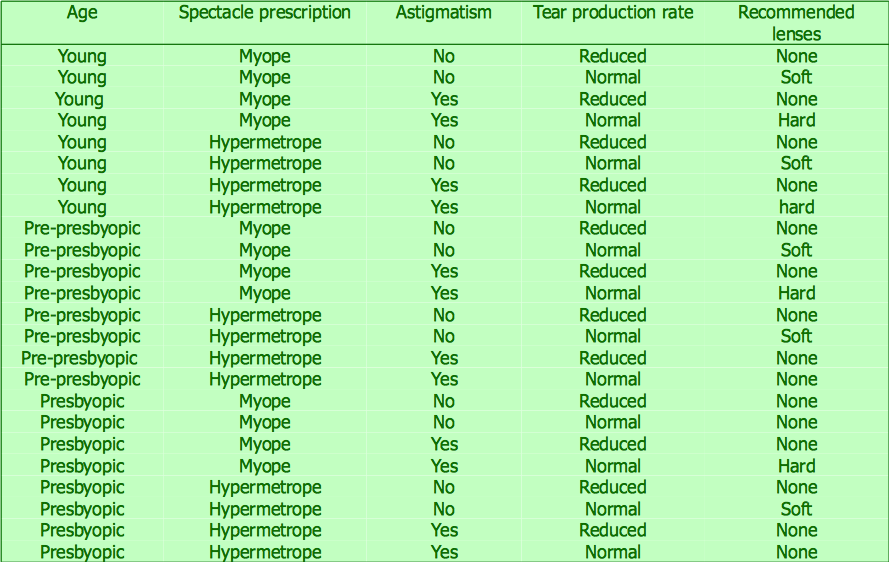 Age Spectacle prescription Astigmatism Tear production rate Recommended
lenses
Young Myope No Reduced None
Young Myope No Normal Soft
Young Myope Yes Reduced None
Young Myope Yes Normal Hard
Young Hypermetrope No Reduced None
Young Hypermetrope No Normal Soft
Young Hypermetrope Yes Reduced None
Young Hypermetrope Yes Normal hard
Pre-presbyopic Myope No Reduced None
Pre-presbyopic Myope No Normal Soft
Pre-presbyopic Myope Yes Reduced None
Pre-presbyopic Myope Yes Normal Hard
Pre-presbyopic Hypermetrope No Reduced None
Pre-presbyopic Hypermetrope No Normal Soft
Pre-presbyopic Hypermetrope Yes Reduced None
Pre-presbyopic Hypermetrope Yes Normal None
Presbyopic Myope No Reduced None
Presbyopic Myope No Normal None
Presbyopic Myope Yes Reduced None
Presbyopic Myope Yes Normal Hard
Presbyopic Hypermetrope No Reduced None
Presbyopic Hypermetrope No Normal Soft
Presbyopic Hypermetrope Yes Reduced None
Presbyopic Hypermetrope Yes Normal None